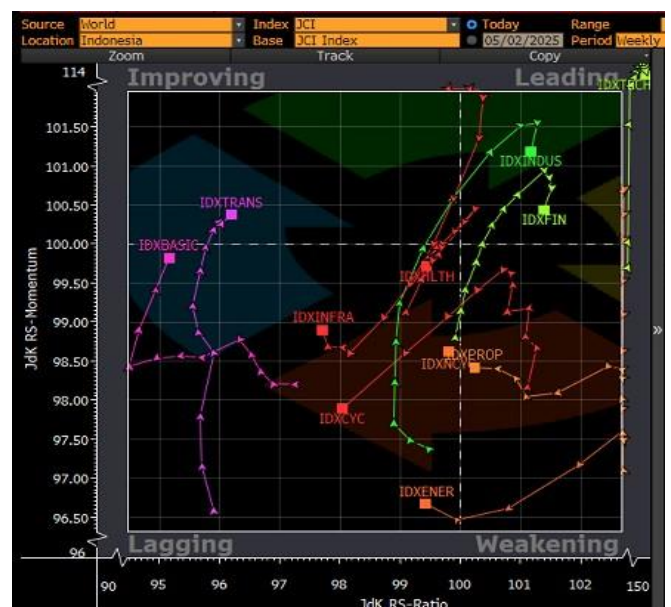 Source World Index JCI Today Range
Location Indonesia Base JCI Index 05/02/2025 Period Weekly
Zoom Track Copy
114 Improving Leading
IDXTECH
101.50
IDXINDUS
101.00
100.50 IDXTRANS
IDXFIN
100.00
IDXBASIC
99.50 IDXHLTH
99.00 IDXINFRA
98.50 IDXPROP
IDXNCYC
98.00
IDXCYC
97.50
97.00
IDXENER
96.50
96 Lagging Weakening
90 95 96 97 98 99 100 101 102 150
JdK RS-Momentum
JdK RS-Ratio
»